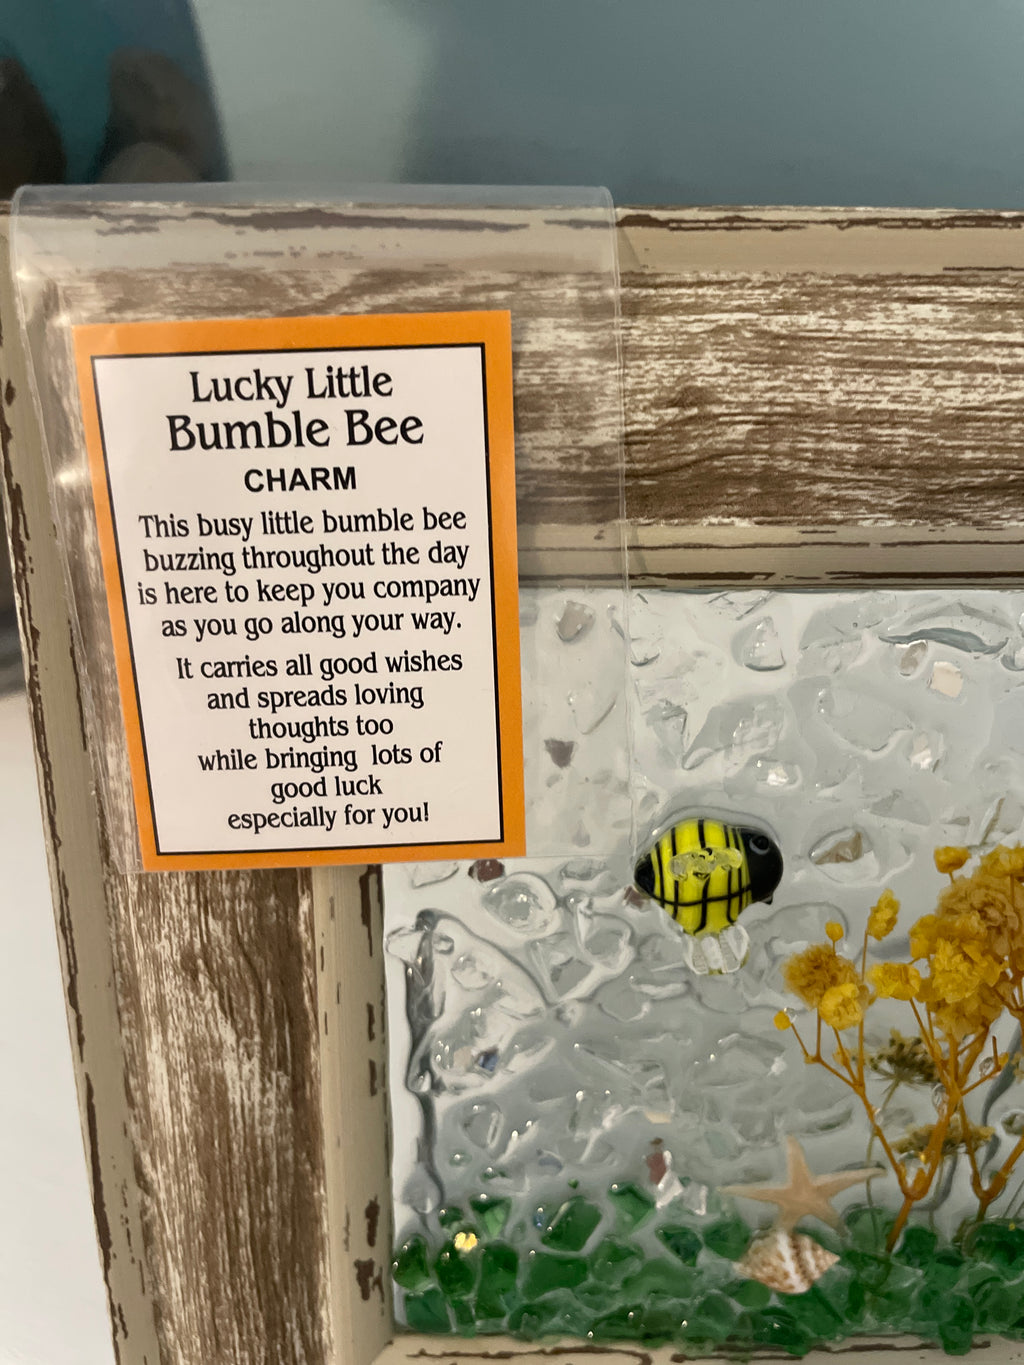 Lucky Little
Bumble Bee
CHARM
This busy little bumble bee
buzzing throughout the day
is here to keep you company
as you go along your way.
It carries all good wishes
and spreads loving
thoughts too
while bringing lots of
good luck
especially for you!